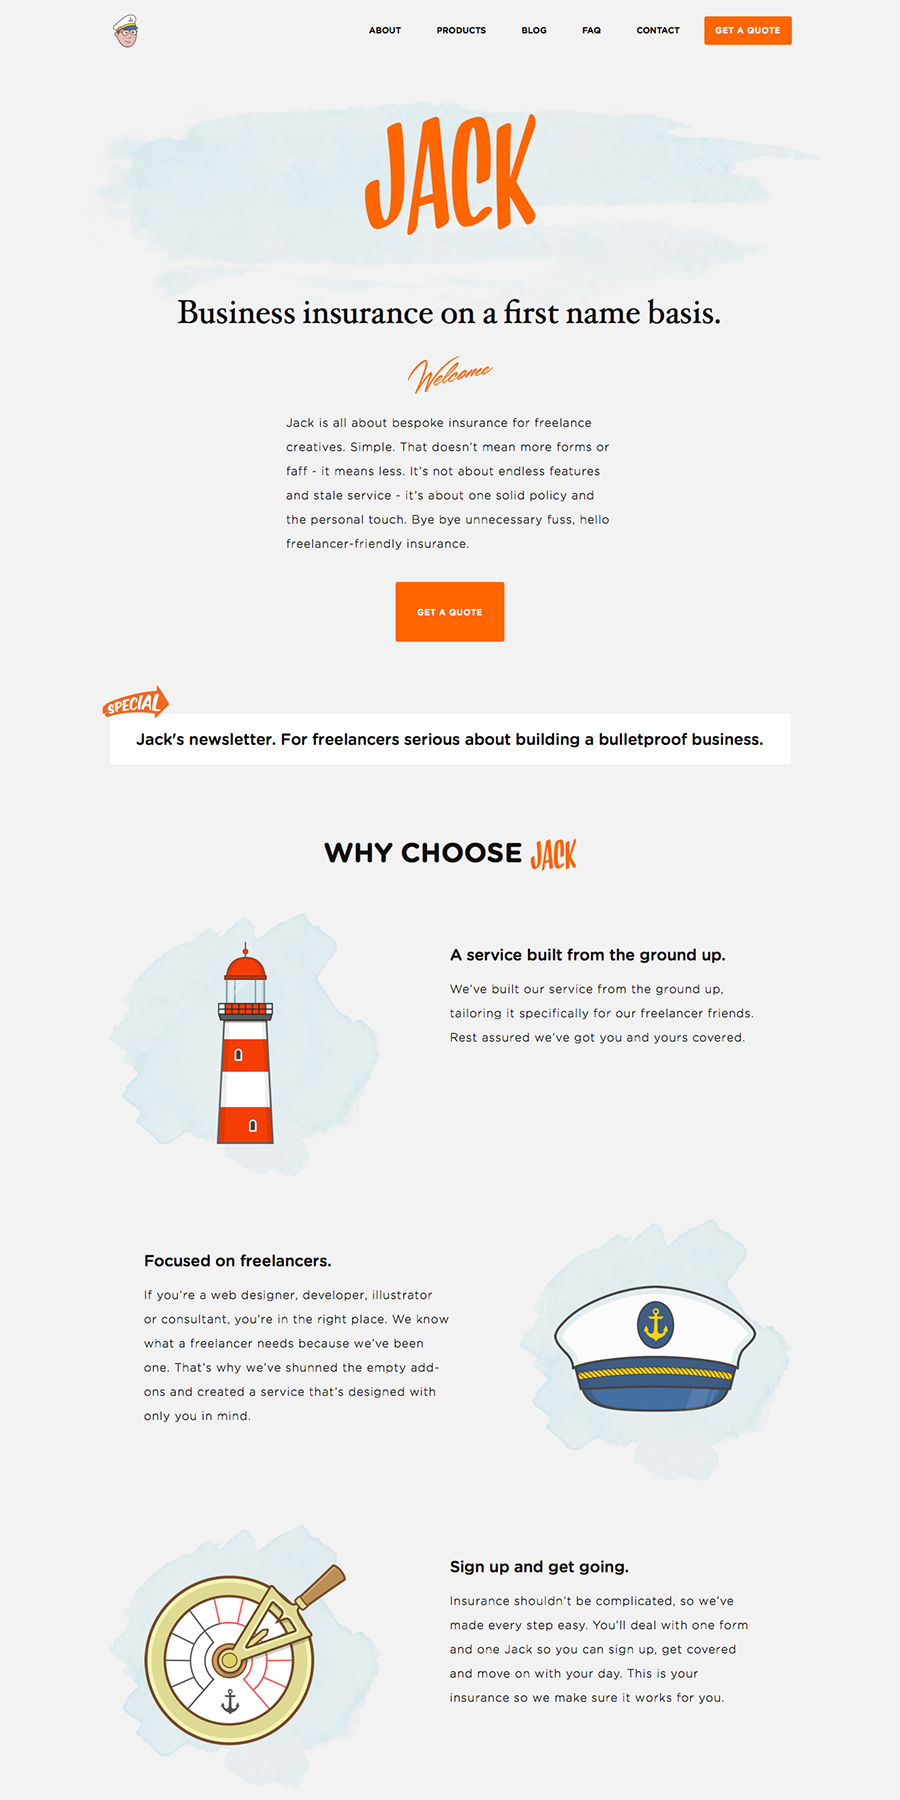 ABOUT PRODUCTS BLOG FAQ CONTACT GET A QUOTE
JACK
Business insurance on a first name basis.
Welcome
Jack is all about bespoke insurance for freelance
creatives. Simple. That doesn't mean more forms or
faff - it means less. It's not about endless features
and stale service - it's about one solid policy and
the personal touch. Bye bye unnecessary fuss, hello
freelancer-friendly insurance.
GET A QUOTE
SPECIAL
Jack's newsletter. For freelancers serious about building a bulletproof business.
WHY CHOOSE JACK
A service built from the ground up.
We've built our service from the ground up,
tailoring it specifically for our freelancer friends.
Rest assured we've got you and yours covered.
Focused on freelancers.
If you're a web designer, developer, illustrator
or consultant, you're in the right place. We know
what a freelancer needs because we've been
one. That's why we've shunned the empty add-
ons and created a service that's designed with
only you in mind.
Sign up and get going.
Insurance shouldn't be complicated, so we've
made every step easy. You'll deal with one form
and one Jack so you can sign up, get covered
and move on with your day. This is your
insurance so we make sure it works for you.